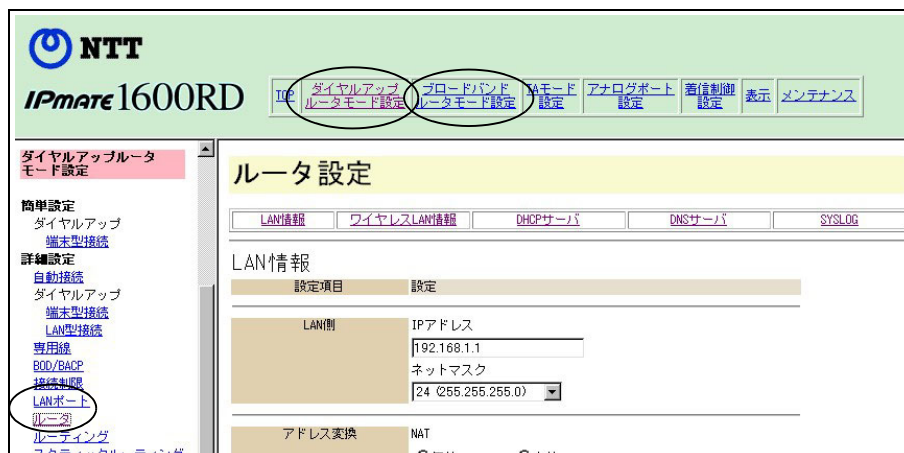 NTT
IPmate1600RD
TOP
ダイヤルアップ
ルータモード設定
ブロードバンド
ルータモード設定
TAモード
設定
アナログポート
設定
着信制御
設定
表示
メンテナンス
ダイヤルアップルータ
モード設定
簡単設定
ダイヤルアップ
端末型接続
詳細設定
自動接続
ダイヤルアップ
端末型接続
LAN型接続
専用線
BOD/BACP
接続制限
LANポート
ルータ
ルーティング
ルータ設定
LAN情報 ワイヤレスLAN情報 DHCPサーバ DNSサーバ SYSLOG
LAN情報
設定項目 設定
LAN側 IPアドレス
192.168.1.1
ネットマスク
24 (255.255.255.0)
アドレス変換 NAT